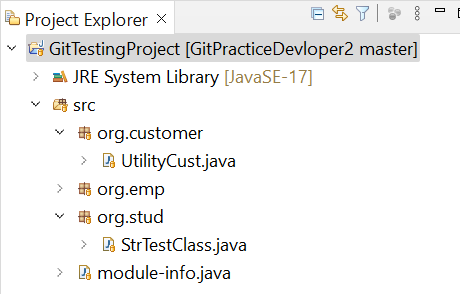 Project Explorer
GitTestingProject [GitPracticeDevloper2 master]
JRE System Library [JavaSE-17]
src
org.customer
UtilityCust.java
org.emp
org.stud
StrTestClass.java
module-info.java